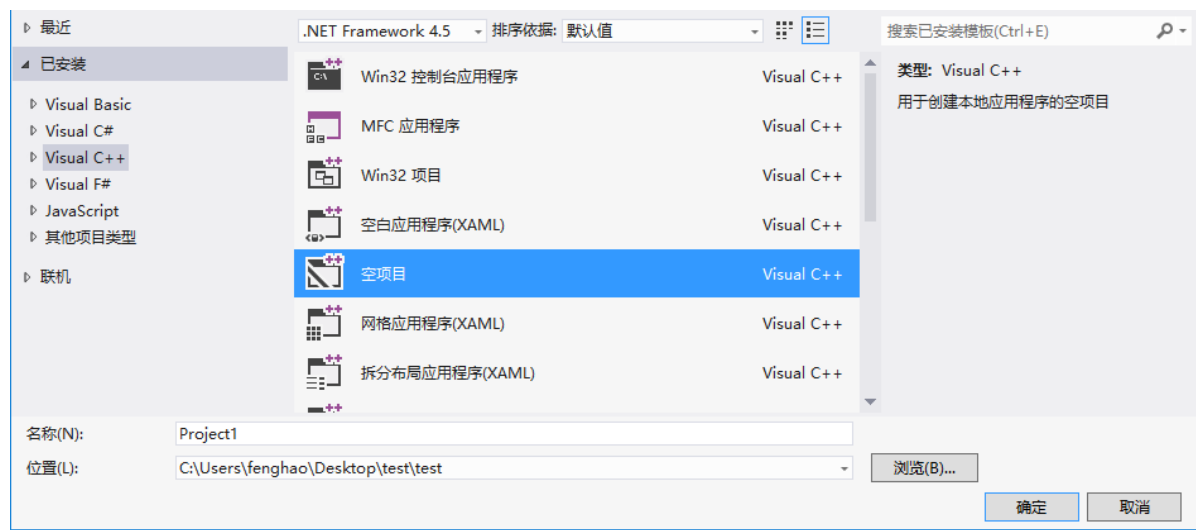 最近
已安装
Visual Basic
Visual C#
Visual C++
Visual F#
JavaScript
其他项目类型
联机
.NET Framework 4.5 排序依据: 默认值
Win32 控制台应用程序 Visual C++
MFC 应用程序 Visual C++
Win32 项目 Visual C++
空白应用程序(XAML) Visual C++
空项目 Visual C++
网格应用程序(XAML) Visual C++
拆分布局应用程序(XAML) Visual C++
搜索已安装模板(Ctrl+E)
类型: Visual C++
用于创建本地应用程序的空项目
名称(N): Project1
位置(L): C:\Users\fenghao\Desktop\test\test 浏览(B)...
确定 取消